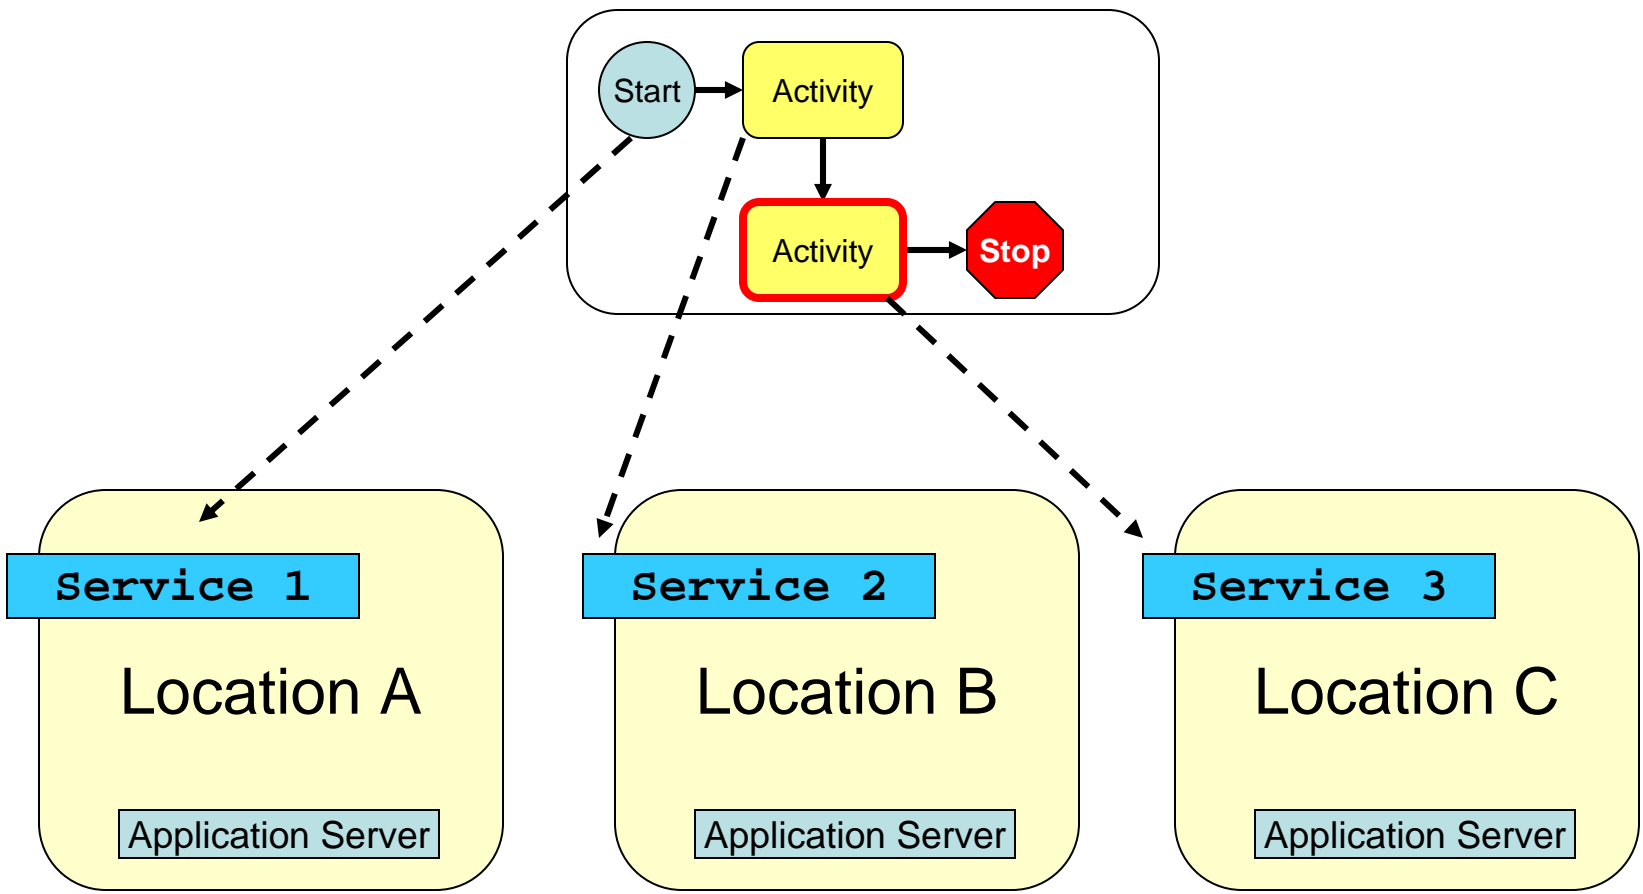 Start
Activity
Activity
Stop
Service 1
Service 2
Service 3
Location A
Location B
Location C
Application Server
Application Server
Application Server